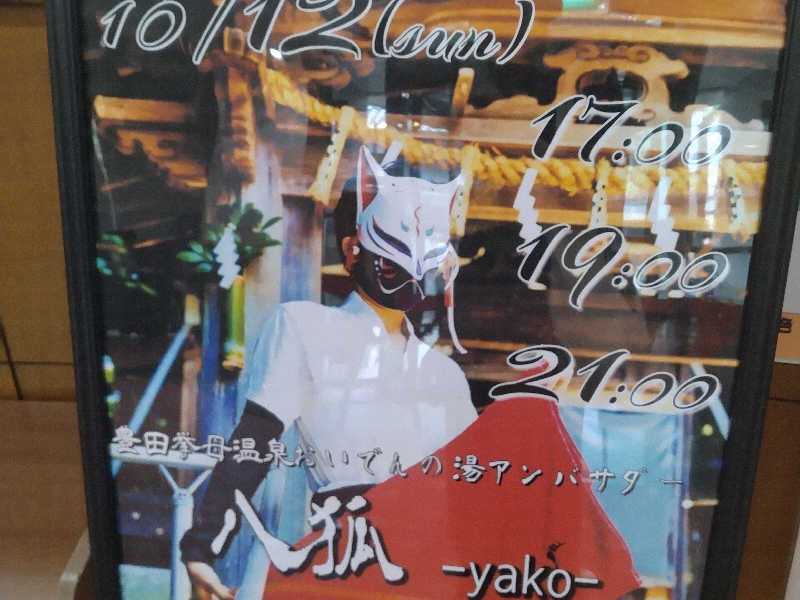 10/12(sun)
17:00
19:00
21:00
豊田挙母温泉おいでんの湯アンバサダー
八狐 -yako-